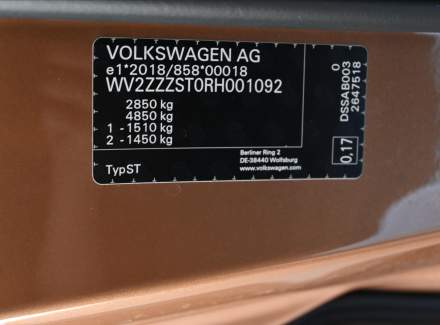 VOLKSWAGEN AG
e1*2018/858*00018
WV2ZZZST0RH001092
2850 kg
4850 kg
1 - 1510 kg
2 - 1450 kg
TypST
Berliner Ring 2
DE-38440 Wolfsburg
www.volkswagen.com
DSSAB003
2647518
0,17